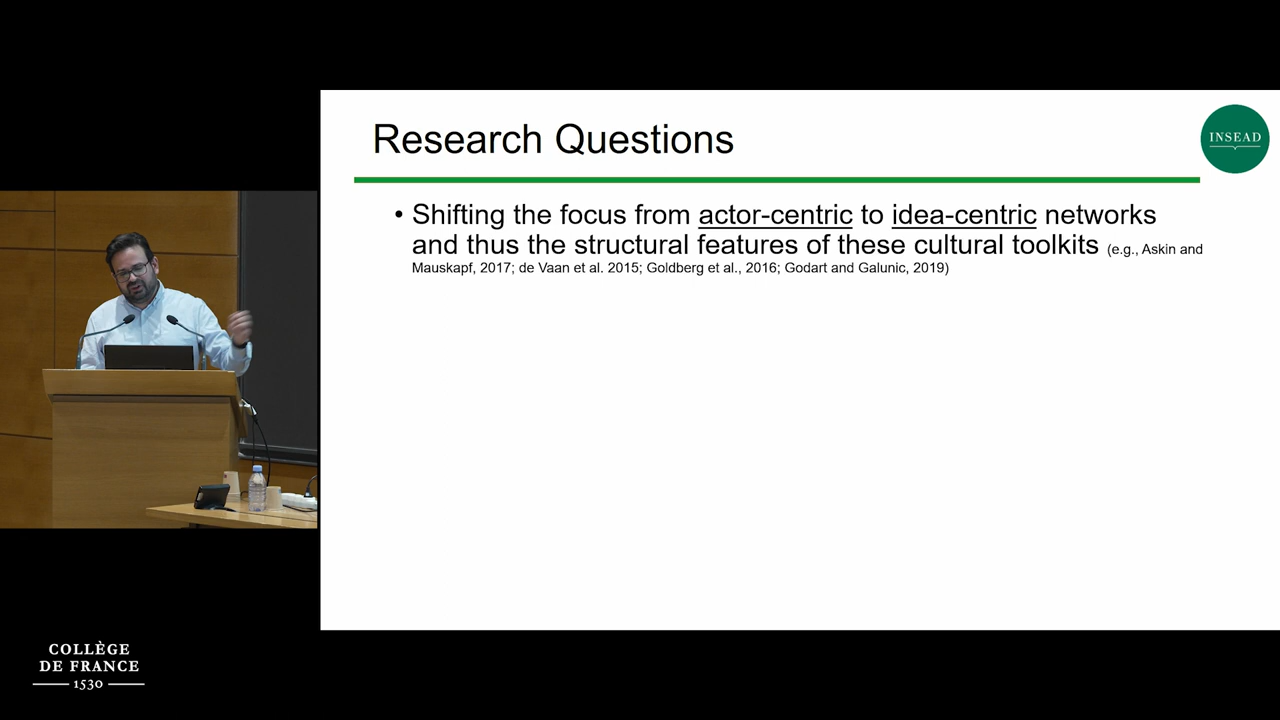 Research Questions
INSEAD
• Shifting the focus from actor-centric to idea-centric networks
and thus the structural features of these cultural toolkits (e.g., Askin and
Mauskapf, 2017; de Vaan et al. 2015; Goldberg et al., 2016; Godart and Galunic, 2019)
COLLÈGE
DE FRANCE
1530